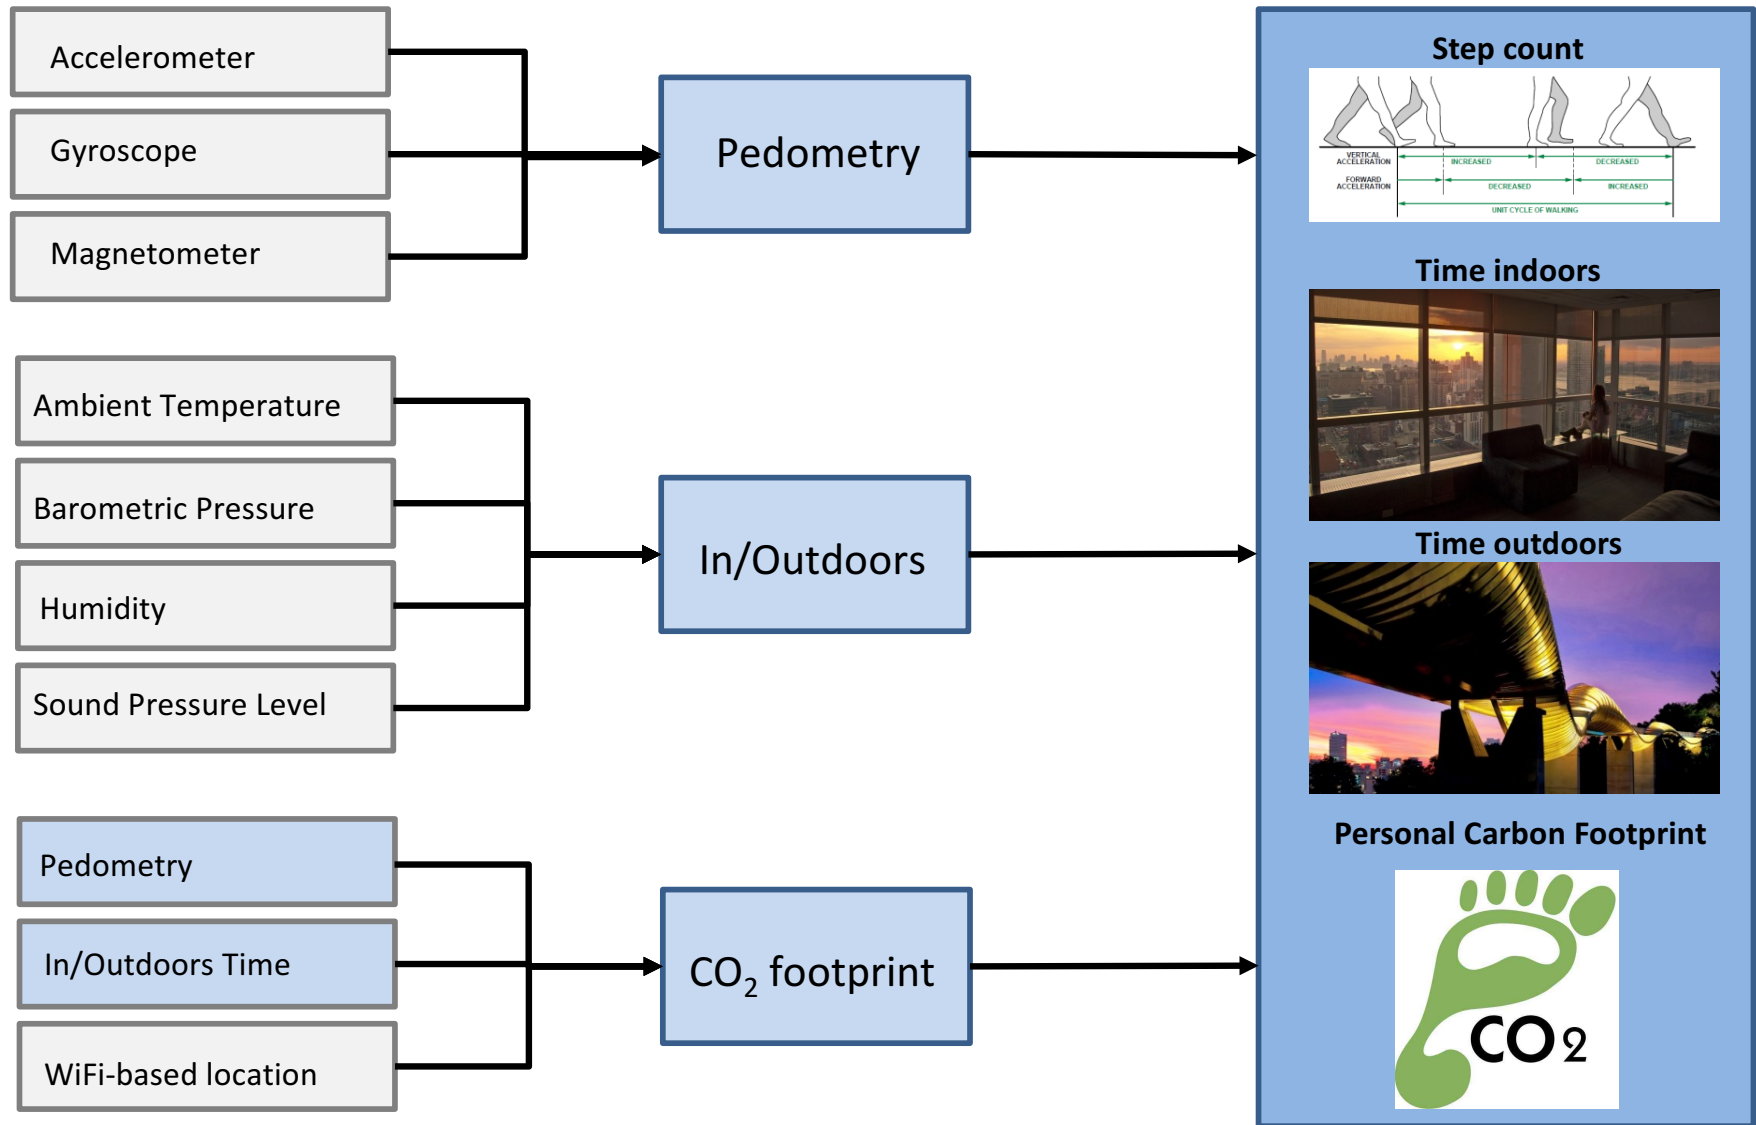 Accelerometer
Gyroscope
Magnetometer
Pedometry
Ambient Temperature
Barometric Pressure
Humidity
Sound Pressure Level
In/Outdoors
Pedometry
In/Outdoors Time
WiFi-based location
CO₂ footprint
Step count
VERTICAL
ACCELERATION
INCREASED
DECREASED
FORWARD
ACCELERATION
DECREASED
INCREASED
UNIT CYCLE OF WALKING
Time indoors
Time outdoors
Personal Carbon Footprint
CO2